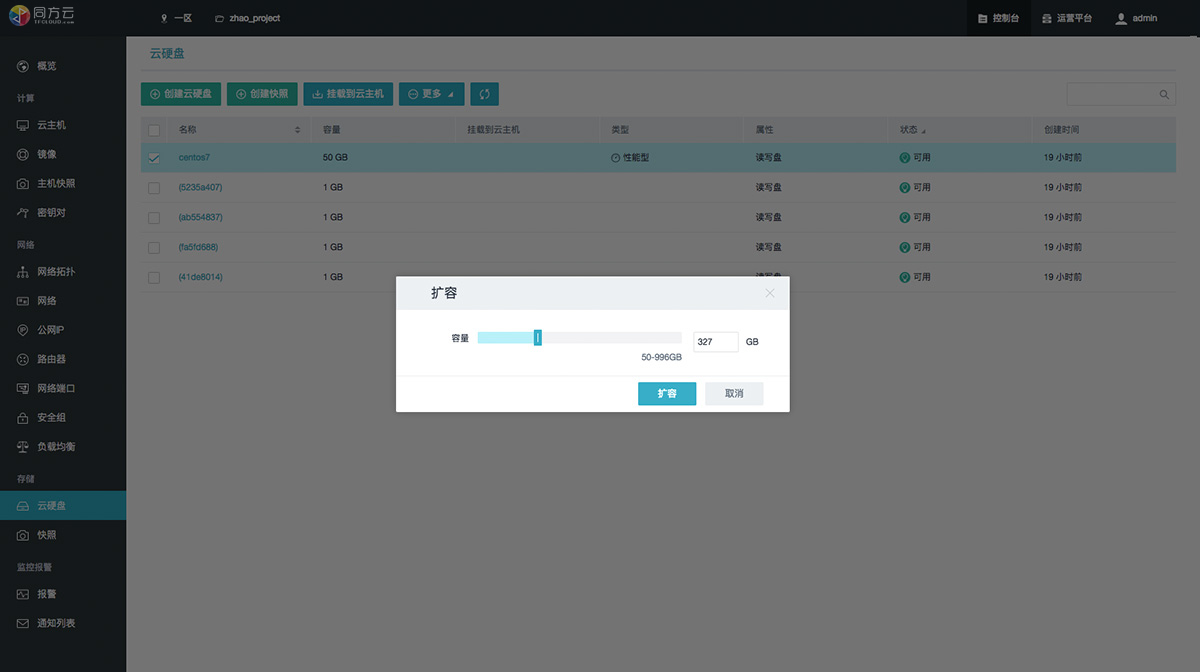 同方云
TFCLOUD.com
一区
zhao_project
控制台
运营平台
admin
概览
计算
云主机
镜像
主机快照
密钥对
网络
网络拓扑
网络
公网IP
路由器
网络端口
安全组
负载均衡
存储
云硬盘
快照
监控报警
报警
通知列表
云硬盘
创建云硬盘
创建快照
挂载到云主机
更多
名称 容量 挂载到云主机 类型 属性 状态 创建时间
centos7 50 GB 性能型 读写盘 可用 19 小时前
(5235a407) 1 GB 读写盘 可用 19 小时前
(ab554837) 1 GB 读写盘 可用 19 小时前
(fa5fd688) 1 GB 读写盘 可用 19 小时前
(41de8014) 1 GB 读写盘 可用 19 小时前
扩容
容量 327 GB
50-996GB
扩容 取消